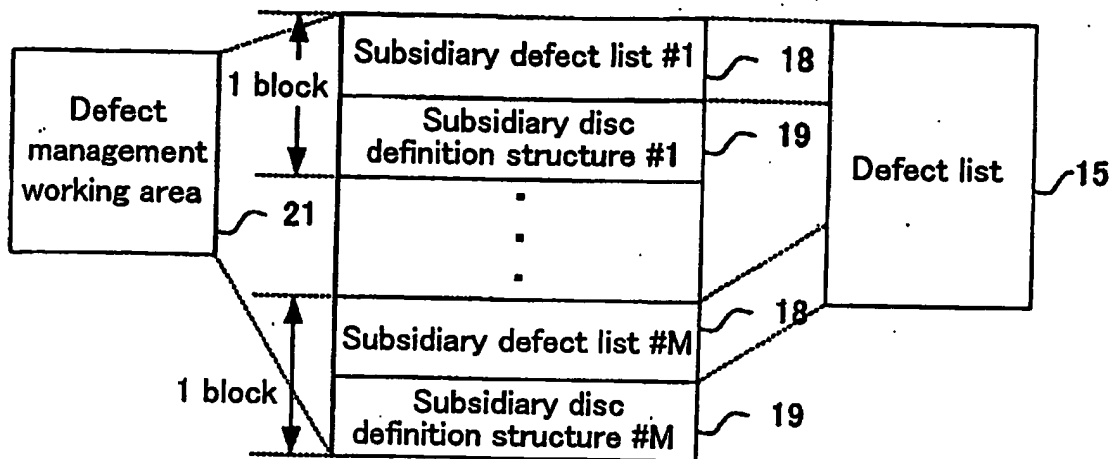 Defect
management
working area
21
1 block
Subsidiary defect list #1
18
Subsidiary disc
definition structure #1
19
Defect list
15
1 block
Subsidiary defect list #M
18
Subsidiary disc
definition structure #M
19